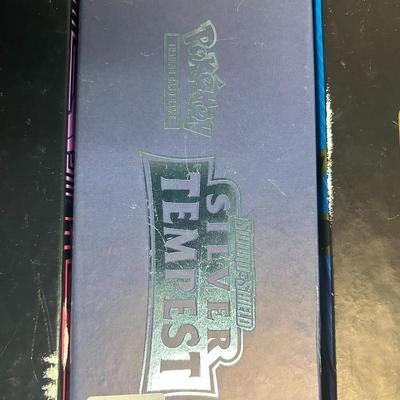 Pokémon
TRADING CARD GAME
SWORD & SHIELD
SILVER
TEMPEST